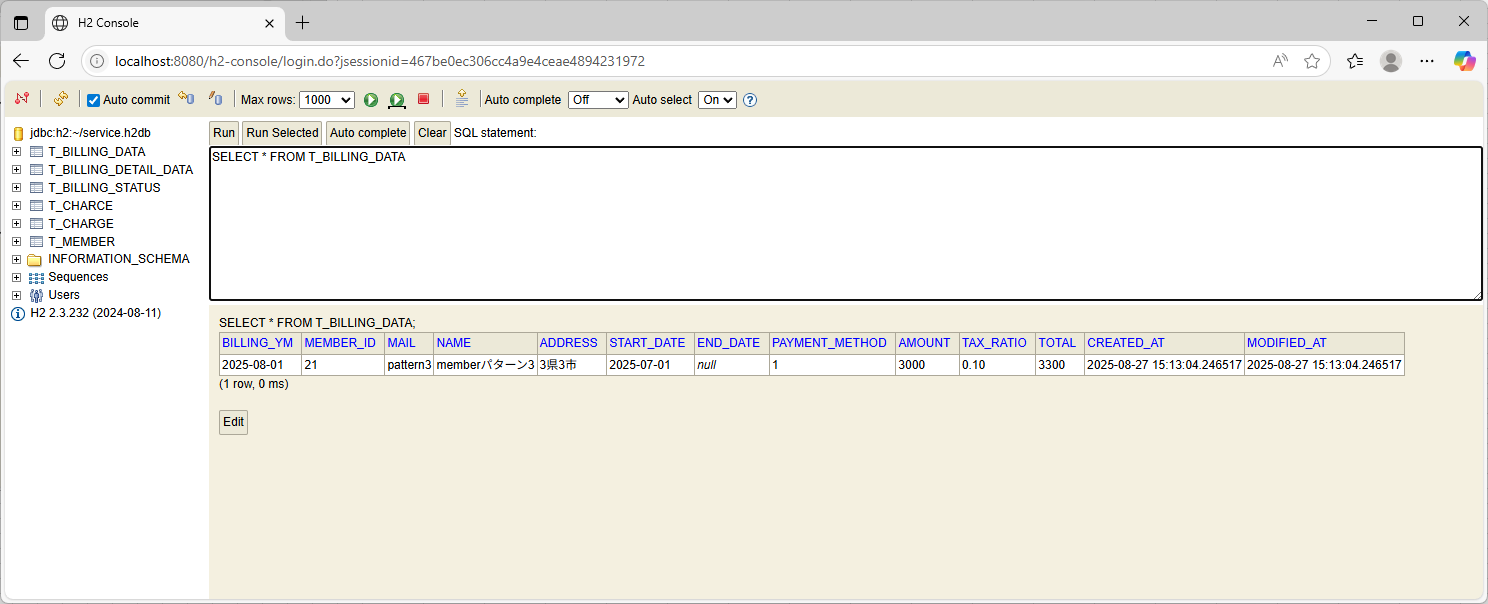 H2 Console
localhost:8080/h2-console/login.do?jsessionid=467be0ec306cc4a9e4ceae4894231972
Auto commit Max rows: 1000 Auto complete Off Auto select On
jdbc:h2:~/service.h2db
T_BILLING_DATA
T_BILLING_DETAIL_DATA
T_BILLING_STATUS
T_CHARCE
T_CHARGE
T_MEMBER
INFORMATION_SCHEMA
Sequences
Users
H2 2.3.232 (2024-08-11)
Run Run Selected Auto complete Clear SQL statement:
SELECT * FROM T_BILLING_DATA
SELECT * FROM T_BILLING_DATA;
BILLING_YM MEMBER_ID MAIL NAME ADDRESS START_DATE END_DATE PAYMENT_METHOD AMOUNT TAX_RATIO TOTAL CREATED_AT MODIFIED_AT
2025-08-01 21 pattern3 memberパターン3 3県3市 2025-07-01 null 1 3000 0.10 3300 2025-08-27 15:13:04.246517 2025-08-27 15:13:04.246517
(1 row, 0 ms)
Edit